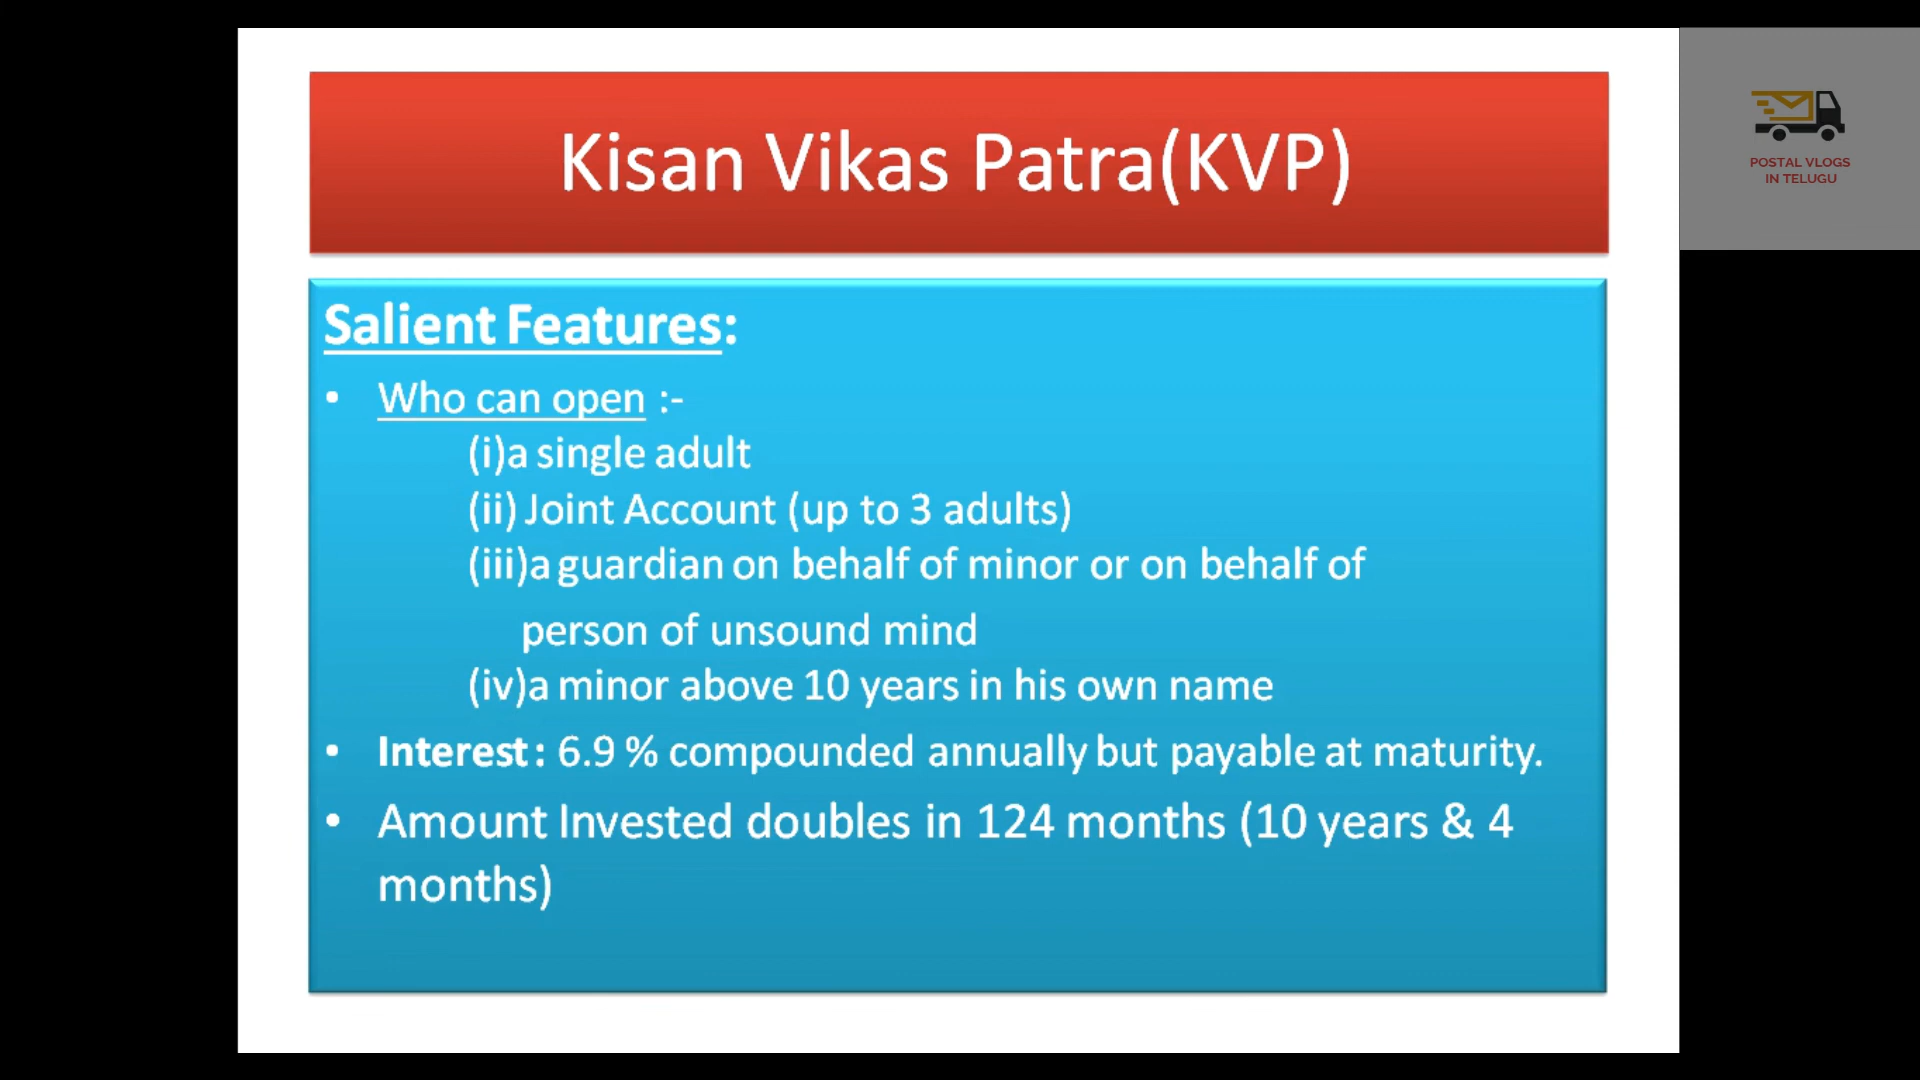 Kisan Vikas Patra(KVP)
POSTAL VLOGS
IN TELUGU
Salient Features:
• Who can open :-
(i)a single adult
(ii) Joint Account (up to 3 adults)
(iii)a guardian on behalf of minor or on behalf of
person of unsound mind
(iv)a minor above 10 years in his own name
• Interest : 6.9 % compounded annually but payable at maturity.
• Amount Invested doubles in 124 months (10 years & 4
months)